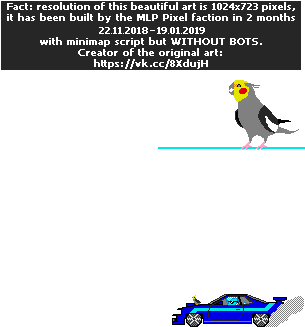 Fact: resolution of this beautiful art is 1024x723 pixels,
it has been built by the MLP Pixel faction in 2 months
22.11.2018-19.01.2019
with minimap script but WITHOUT BOTS.
Creator of the original art:
https://vk.cc/8XdujH